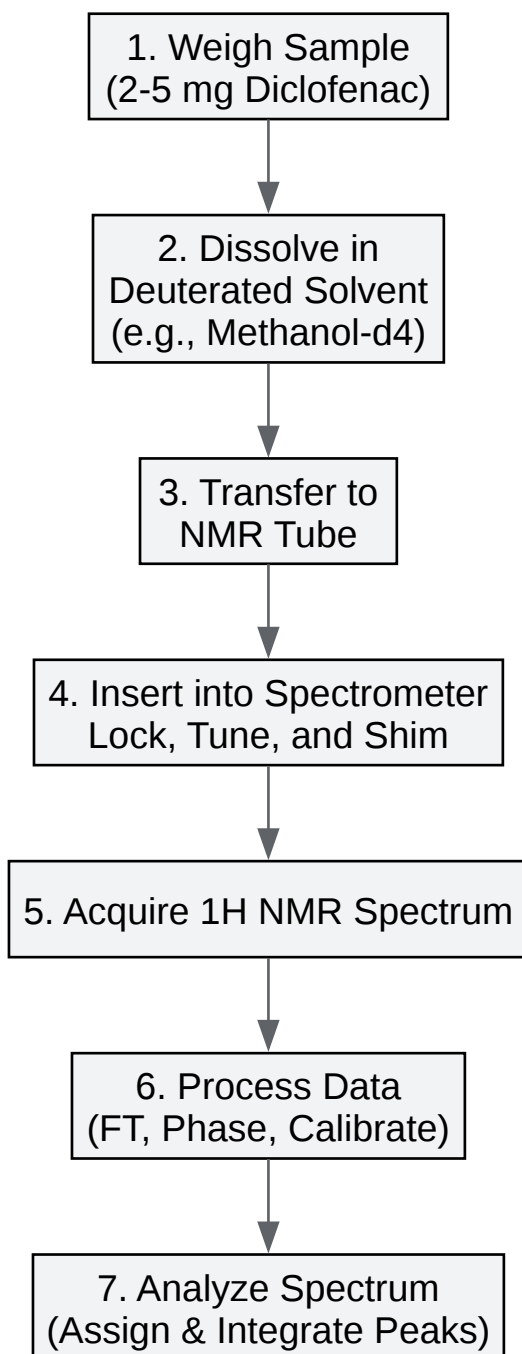 1. Weigh Sample
(2-5 mg Diclofenac)
2. Dissolve in
Deuterated Solvent
(e.g., Methanol-d4)
3. Transfer to
NMR Tube
4. Insert into Spectrometer
Lock, Tune, and Shim
5. Acquire 1H NMR Spectrum
6. Process Data
(FT, Phase, Calibrate)
7. Analyze Spectrum
(Assign & Integrate Peaks)